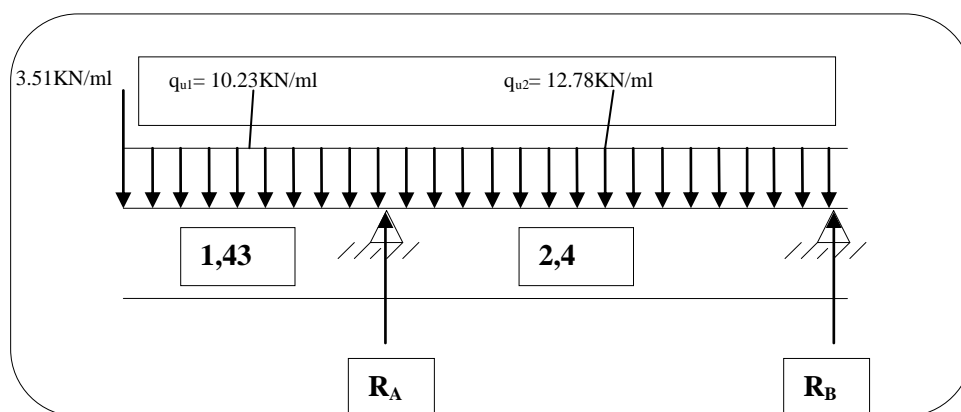 3.51KN/ml
qu1= 10.23KN/ml
qu2= 12.78KN/ml
1,43
2,4
RA
RB